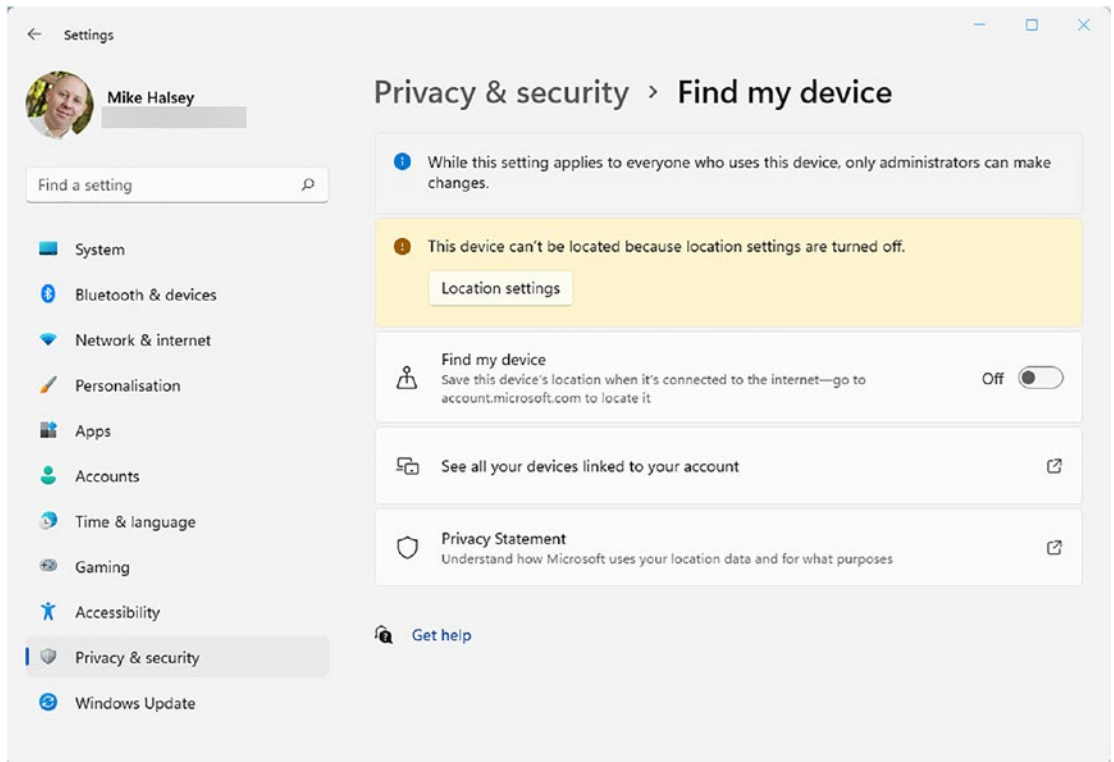 Settings
Mike Halsey
Find a setting
System
Bluetooth & devices
Network & internet
Personalisation
Apps
Accounts
Time & language
Gaming
Accessibility
Privacy & security
Windows Update
Privacy & security > Find my device
While this setting applies to everyone who uses this device, only administrators can make
changes.
This device can't be located because location settings are turned off.
Location settings
Find my device
Save this device's location when it's connected to the internet—go to
account.microsoft.com to locate it
Off
See all your devices linked to your account
Privacy Statement
Understand how Microsoft uses your location data and for what purposes
Get help